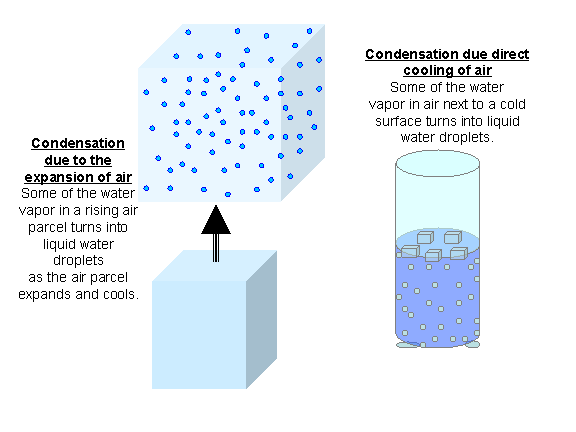 Condensation
due to the
expansion of air
Some of the water
vapor in a rising air
parcel turns into
liquid water
droplets
as the air parcel
expands and cools.
Condensation due direct
cooling of air
Some of the water
vapor in air next to a cold
surface turns into liquid
water droplets.